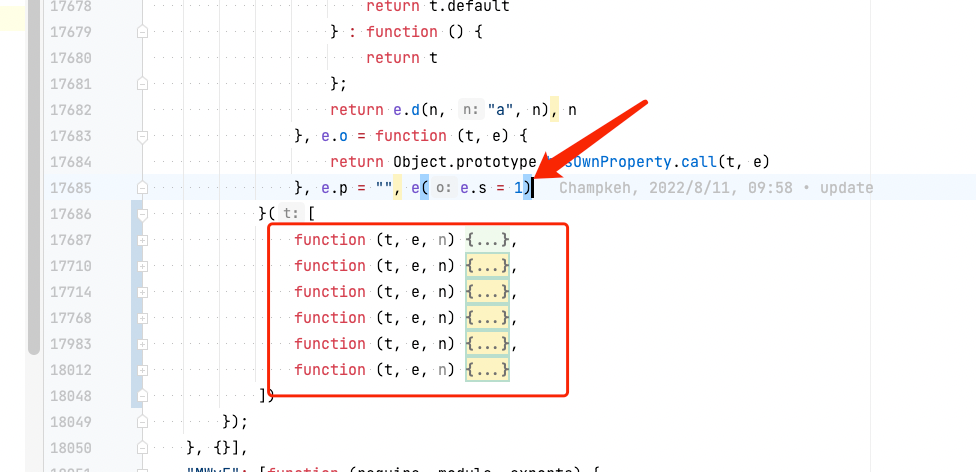 17678 return t.default
17679 } : function () {
17680 return t
17681 };
17682 return e.d(n, n: "a", n), n
17683 }, e.o = function (t, e) {
17684 return Object.prototype sOwnProperty.call(t, e)
17685 }, e.p = "", e( o: e.s = 1) Champkeh, 2022/8/11, 09:58 • update
17686 }( t: [
17687 function (t, e, n) {...},
17710 function (t, e, n) {...},
17714 function (t, e, n) {...},
17768 function (t, e, n) {...},
17983 function (t, e, n) {...},
18012 function (t, e, n) {...}
18048 ])
18049 });
18050 }, {}],